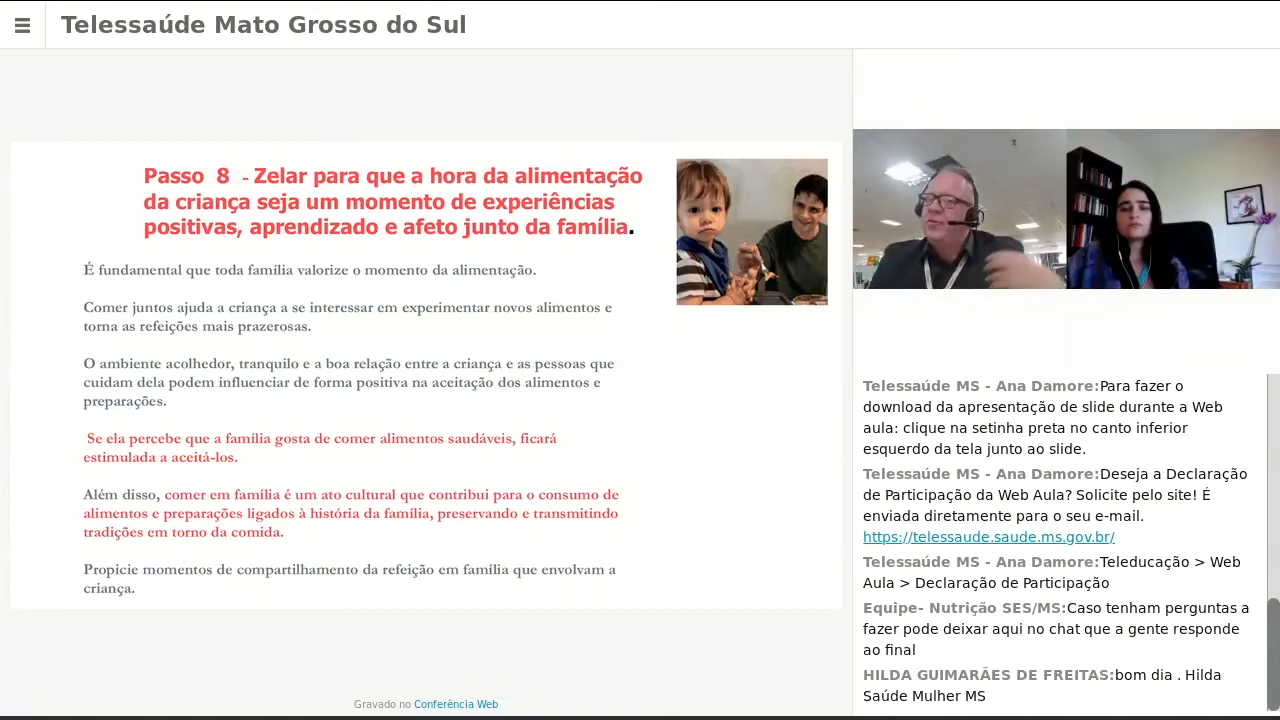 Telessaúde Mato Grosso do Sul
Passo 8 - Zelar para que a hora da alimentação
da criança seja um momento de experiências
positivas, aprendizado e afeto junto da família.
É fundamental que toda família valorize o momento da alimentação.
Comer juntos ajuda a criança a se interessar em experimentar novos alimentos e
torna as refeições mais prazerosas.
O ambiente acolhedor, tranquilo e a boa relação entre a criança e as pessoas que
cuidam dela podem influenciar de forma positiva na aceitação dos alimentos e
preparações.
Se ela percebe que a família gosta de comer alimentos saudáveis, ficará
estimulada a aceitá-los.
Além disso, comer em família é um ato cultural que contribui para o consumo de
alimentos e preparações ligados à história da família, preservando e transmitindo
tradições em torno da comida.
Propicie momentos de compartilhamento da refeição em família que envolvam a
criança.
Gravado no Conferência Web
Telessaúde MS - Ana Damore:Para fazer o
download da apresentação de slide durante a Web
aula: clique na setinha preta no canto inferior
esquerdo da tela junto ao slide.
Telessaúde MS - Ana Damore:Deseja a Declaração
de Participação da Web Aula? Solicite pelo site! É
enviada diretamente para o seu e-mail.
https://telessaude.saude.ms.gov.br/
Telessaúde MS - Ana Damore:Teleducação > Web
Aula > Declaração de Participação
Equipe- Nutrição SES/MS:Caso tenham perguntas a
fazer pode deixar aqui no chat que a gente responde
ao final
HILDA GUIMARÃES DE FREITAS:bom dia . Hilda
Saúde Mulher MS